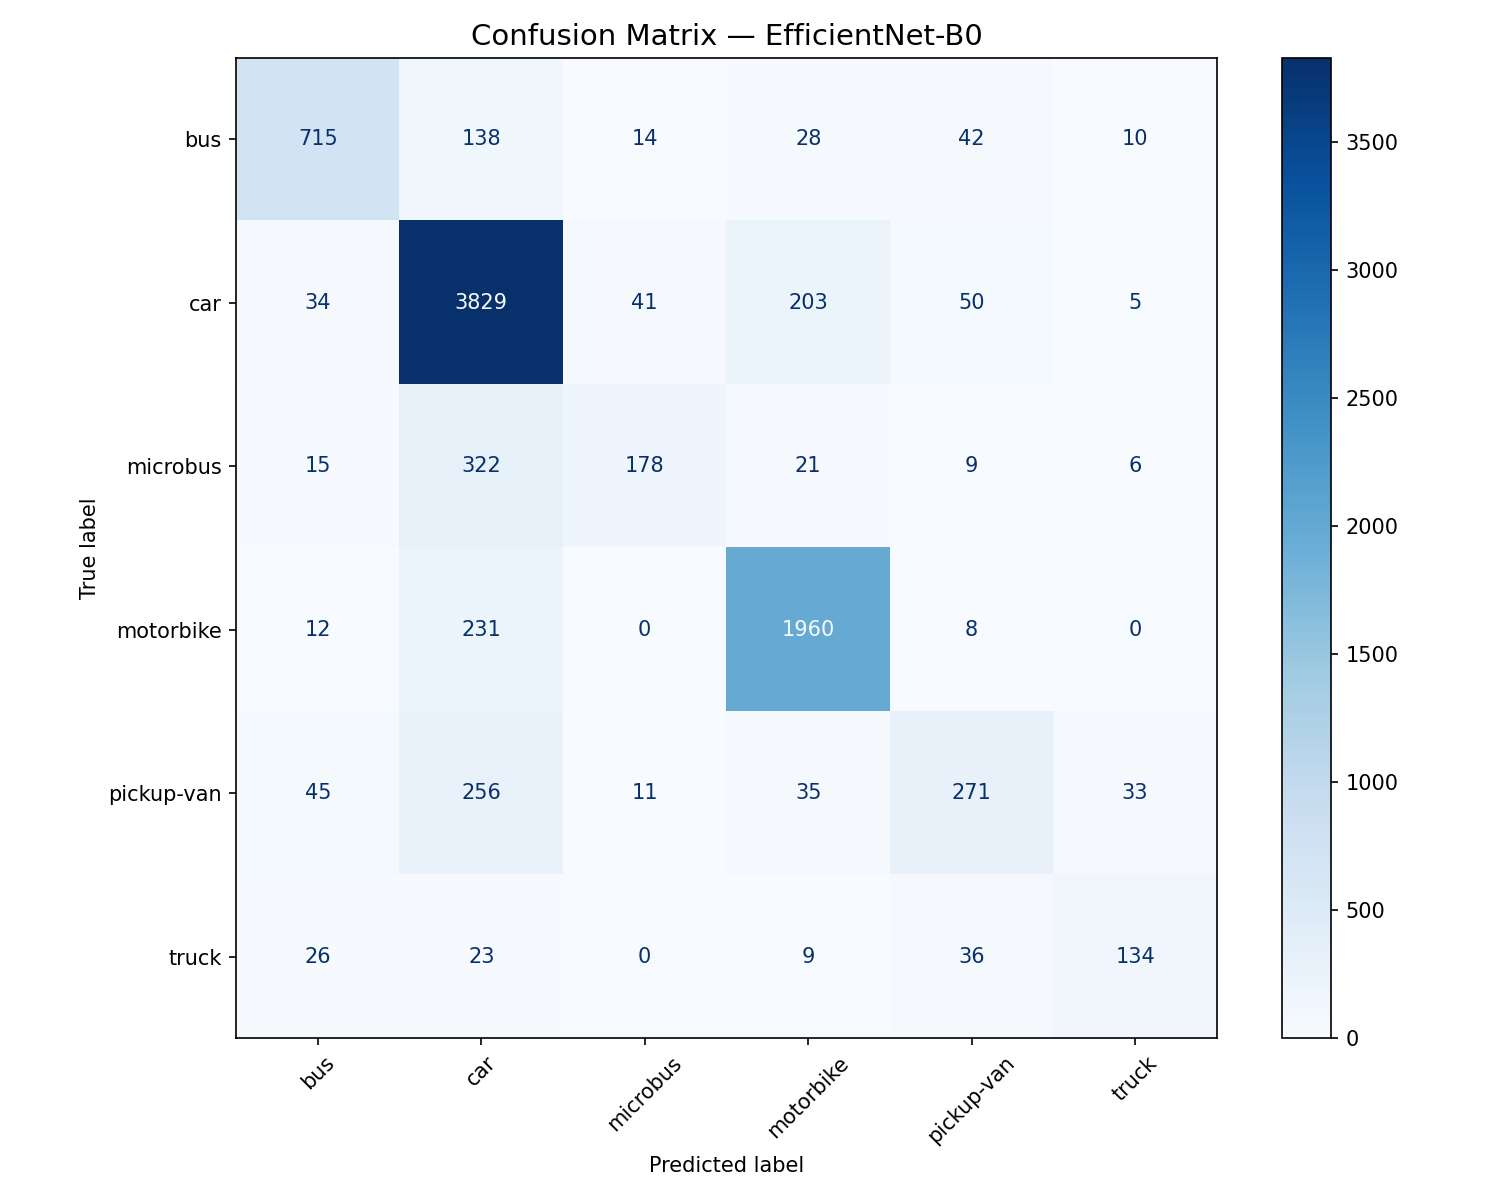 Confusion Matrix — EfficientNet-B0
bus 715 138 14 28 42 10
car 34 3829 41 203 50 5
microbus 15 322 178 21 9 6
motorbike 12 231 0 1960 8 0
pickup-van 45 256 11 35 271 33
truck 26 23 0 9 36 134
bus car microbus motorbike pickup-van truck
Predicted label
True label
3500
3000
2500
2000
1500
1000
500
0